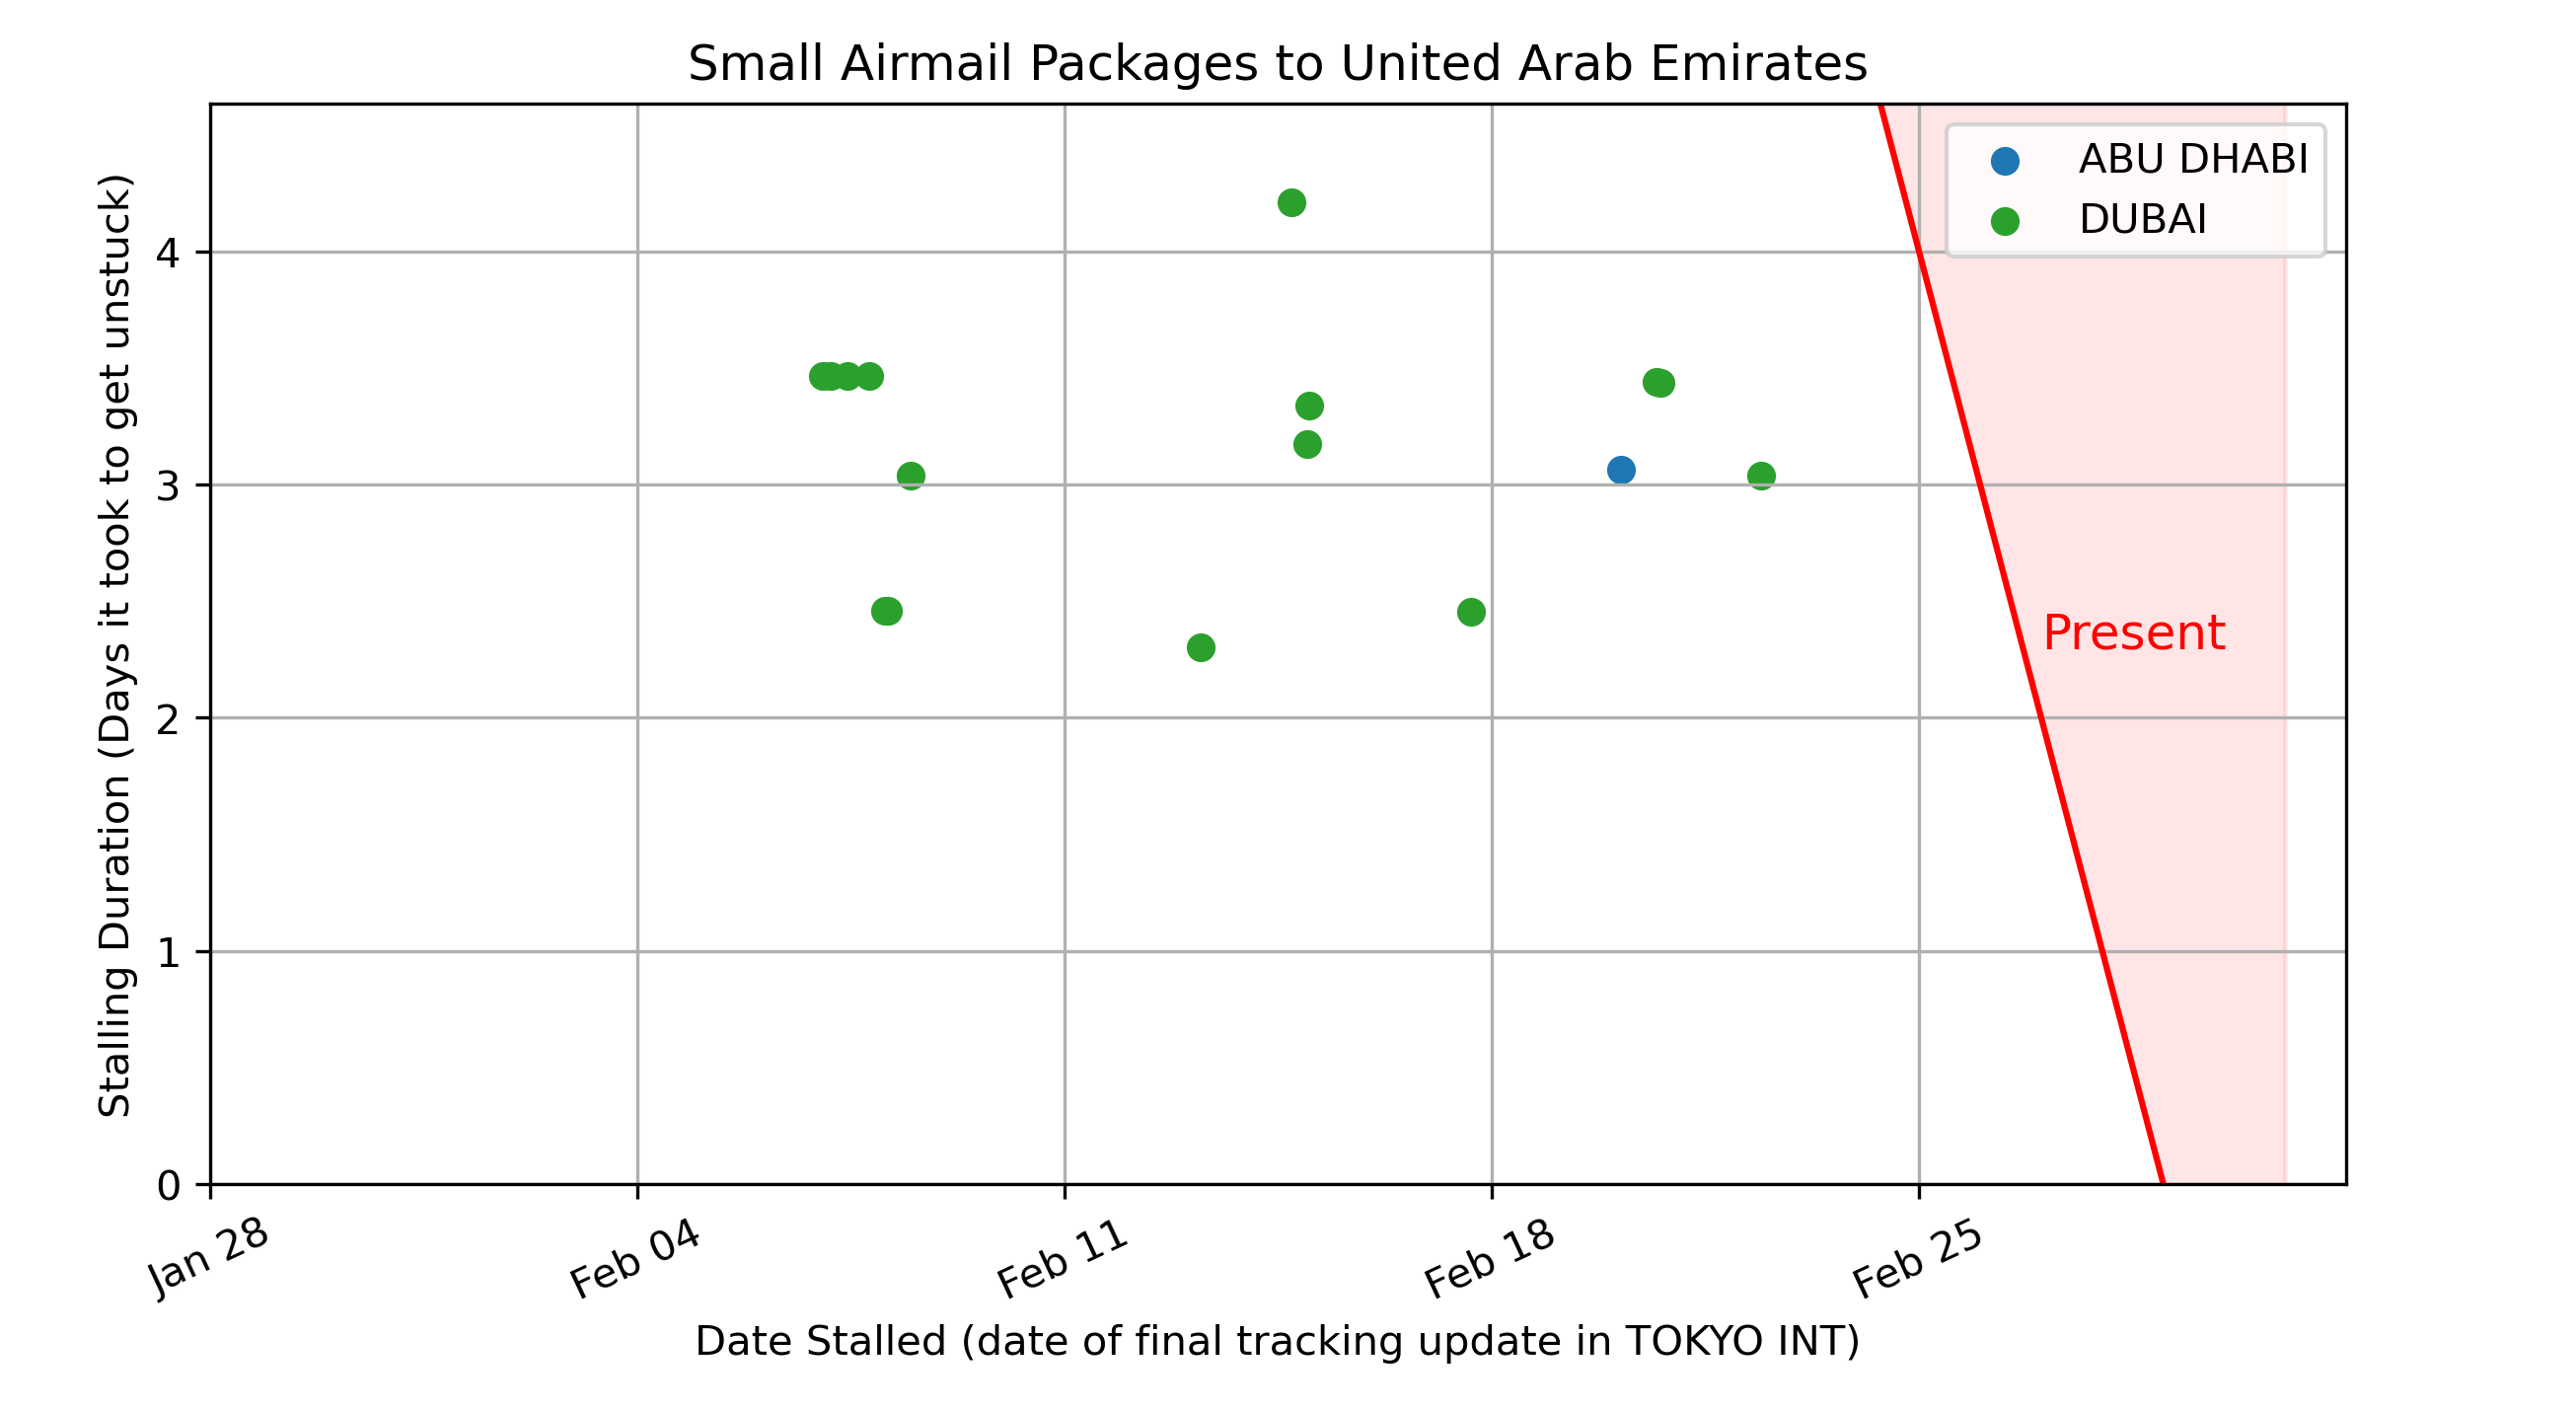 Small Airmail Packages to United Arab Emirates
ABU DHABI
DUBAI
Stalling Duration (Days it took to get unstuck)
4
3
2
1
0
Present
Jan 28
Feb 04
Feb 11
Feb 18
Feb 25
Date Stalled (date of final tracking update in TOKYO INT)